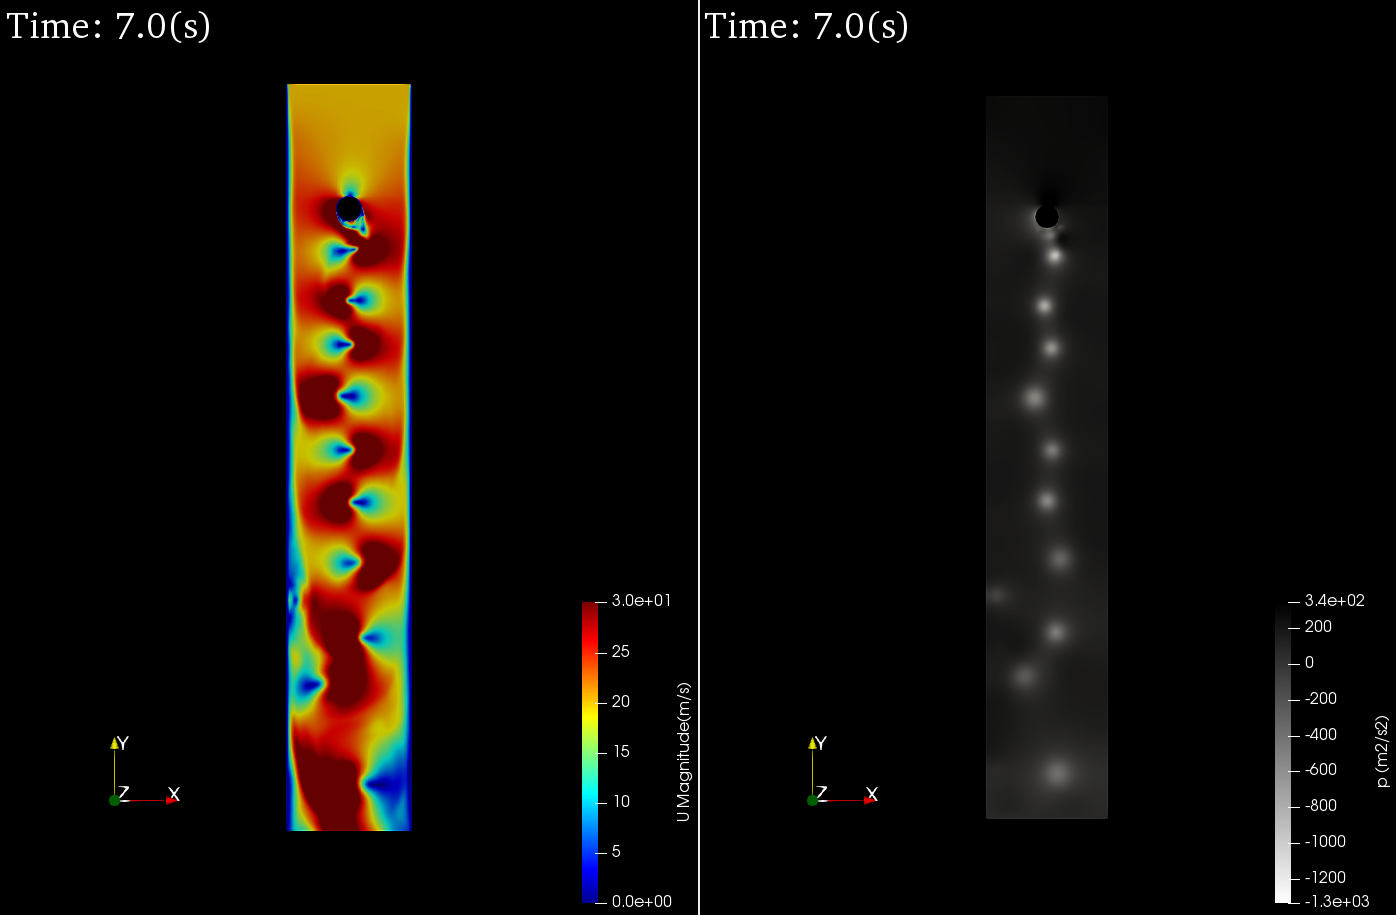 Time: 7.0(s)
3.0e+01
25
20
15
10
5
0.0e+00
U Magnitude(m/s)
Y
Z
X
Time: 7.0(s)
3.4e+02
200
0
-200
-400
-600
-800
-1000
-1200
-1.3e+03
p (m2/s2)
Y
Z
X